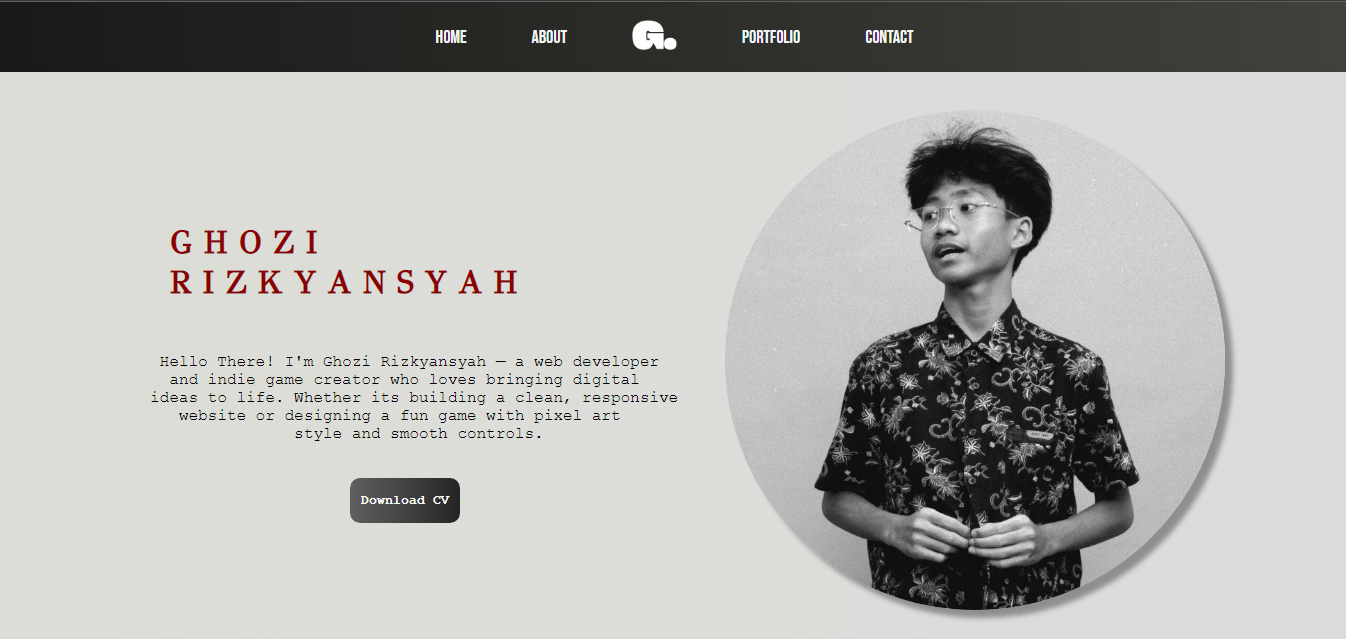 HOME ABOUT G. PORTFOLIO CONTACT
GHOZI
RIZKYANSYAH
Hello There! I'm Ghozi Rizkyansyah — a web developer
and indie game creator who loves bringing digital
ideas to life. Whether its building a clean, responsive
website or designing a fun game with pixel art
style and smooth controls.
Download CV